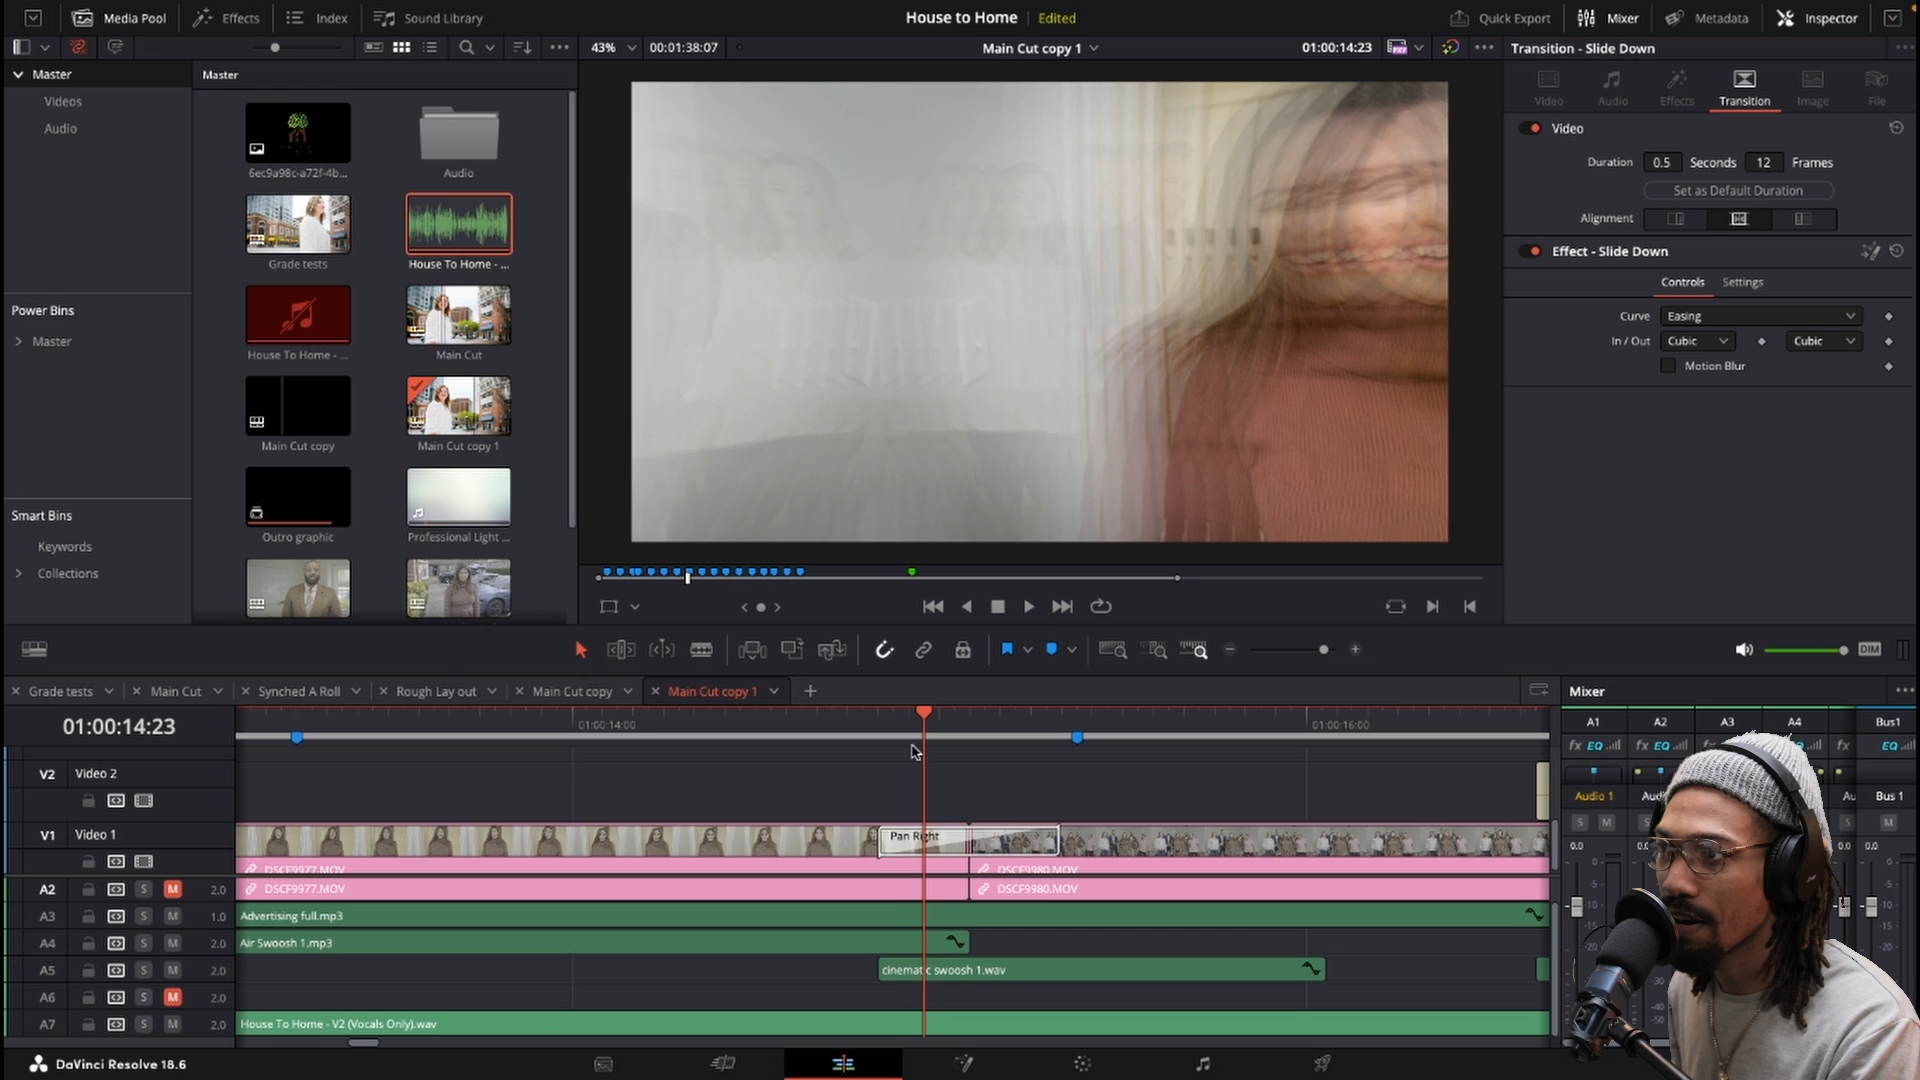 Media Pool
Effects
Index
Sound Library
House to Home
Edited
Quick Export
Mixer
Metadata
Inspector
43%
00:01:38:07
Main Cut copy 1
01:00:14:23
Transition - Slide Down
Master
Videos
Audio
Power Bins
Master
Smart Bins
Keywords
Collections
Master
6ec9a98c-a72f-4b...
Audio
Grade tests
House To Home - ...
House To Home - ...
Main Cut
Main Cut copy
Main Cut copy 1
Outro graphic
Professional Light ...
Video
Audio
Effects
Transition
Image
File
Video
Duration 0.5 Seconds 12 Frames
Set as Default Duration
Alignment
Effect - Slide Down
Controls Settings
Curve Easing
In / Out Cubic Cubic
Motion Blur
DIM
Grade tests
Main Cut
Synched A Roll
Rough Lay out
Main Cut copy
Main Cut copy 1
Mixer
01:00:14:23
01:00:14:00
01:00:16:00
V2 Video 2
V1 Video 1
Pan Right
DSCF9977.MOV
DSCF9980.MOV
A2 S M 2.0
DSCF9977.MOV
DSCF9980.MOV
A3 S M 1.0
Advertising full.mp3
A4 S M 2.0
Air Swoosh 1.mp3
A5 S M 2.0
cinematic swoosh 1.wav
A6 S M 2.0
A7 S M 2.0
House To Home - V2 (Vocals Only).wav
A1 A2 A3 A4 Bus1
fx EQ fx EQ fx fx EQ
Audio 1
Bus 1
S M S M
0.0
0.0
0
-5
-10
-15
-20
DaVinci Resolve 18.6